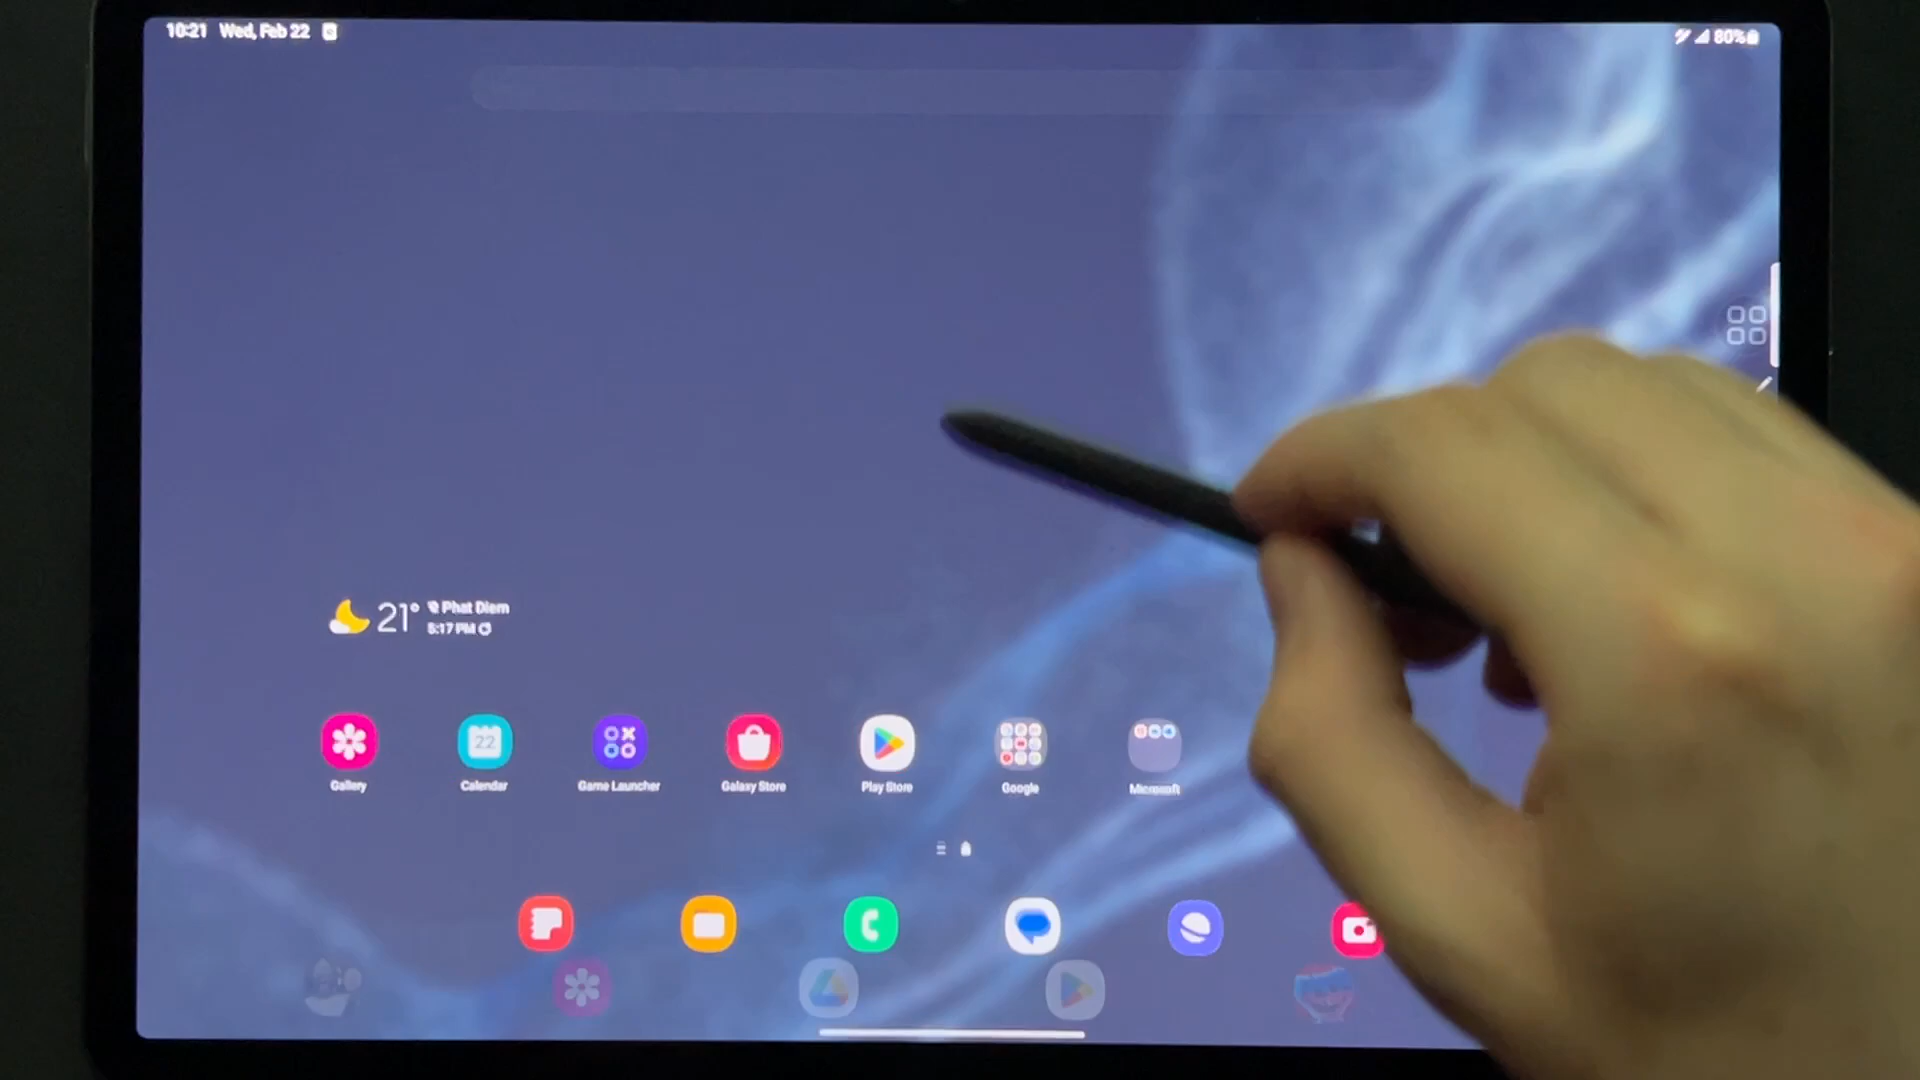 10:21 Wed, Feb 22
80%
21° Phat Diem
5:17 PM
22
Gallery
Calendar
Game Launcher
Galaxy Store
Play Store
Google
Microsoft